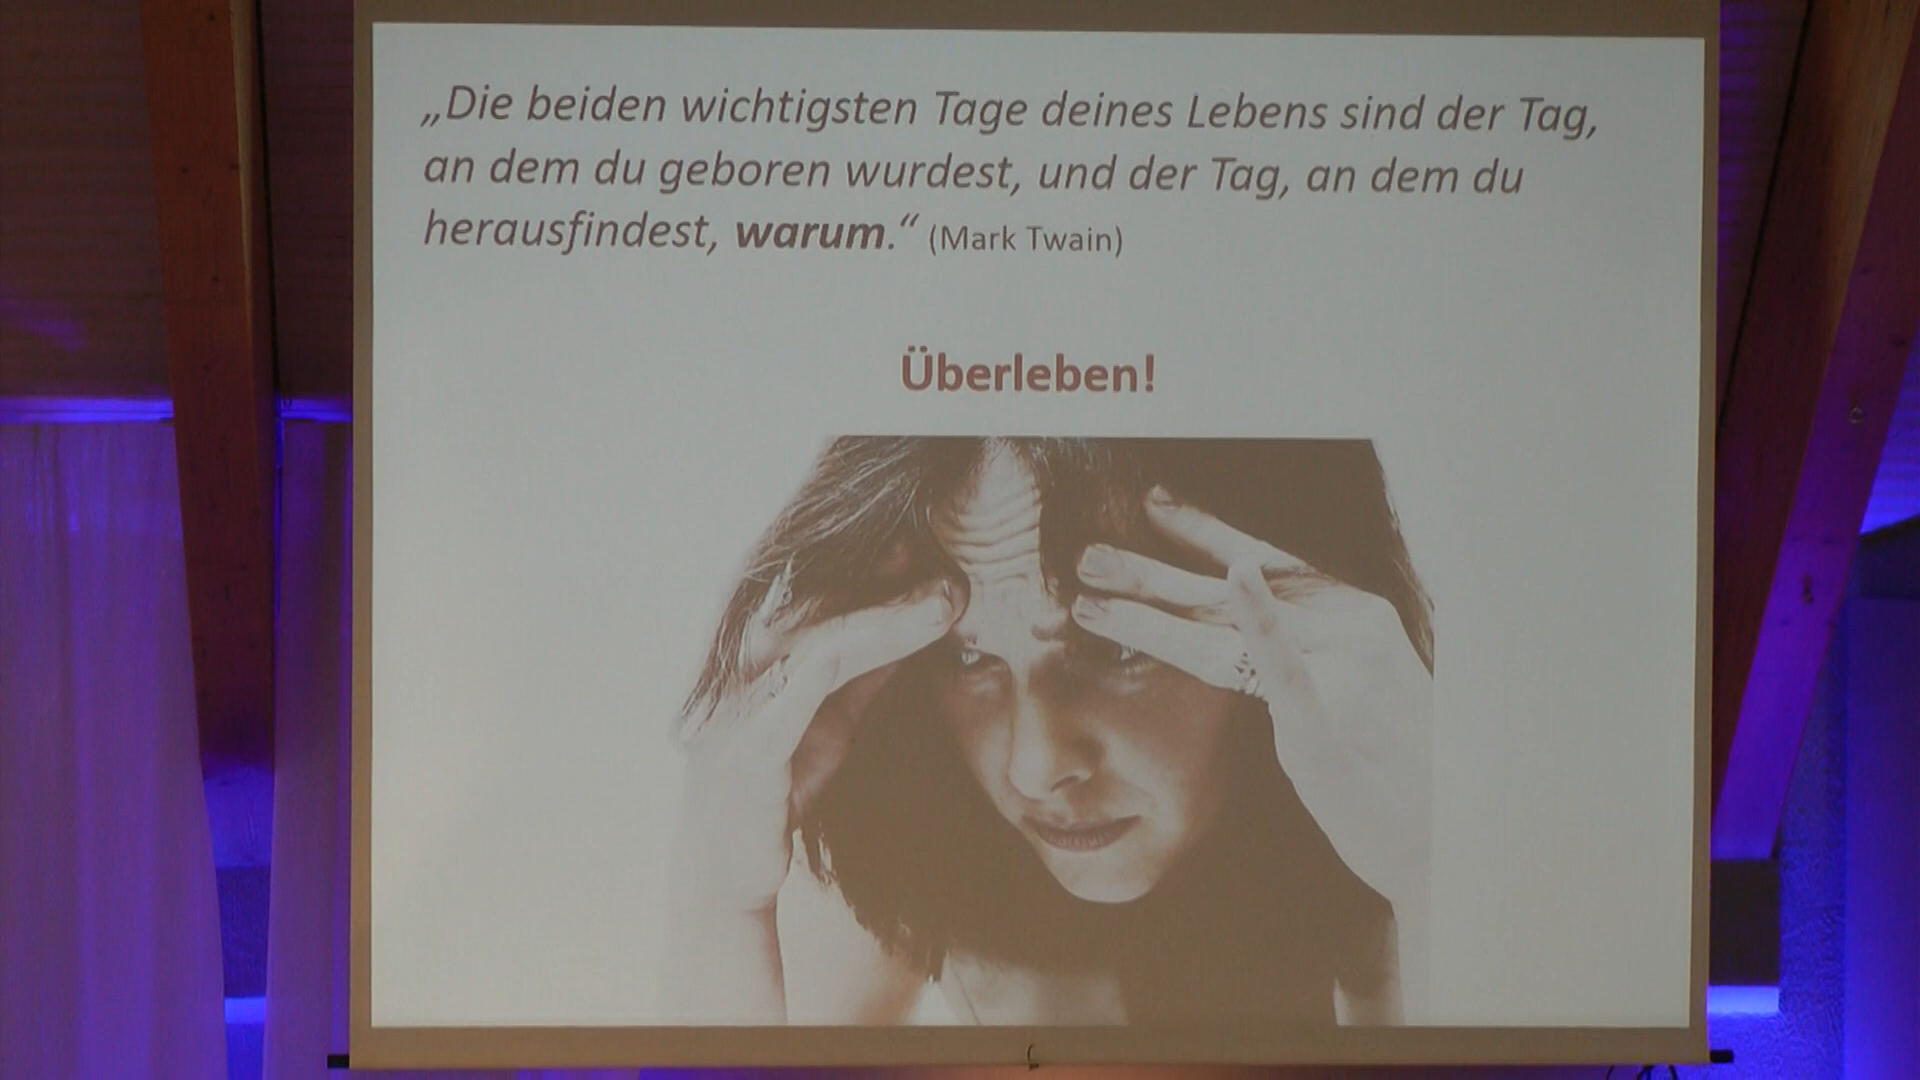 „Die beiden wichtigsten Tage deines Lebens sind der Tag,
an dem du geboren wurdest, und der Tag, an dem du
herausfindest, warum.“ (Mark Twain)
Überleben!